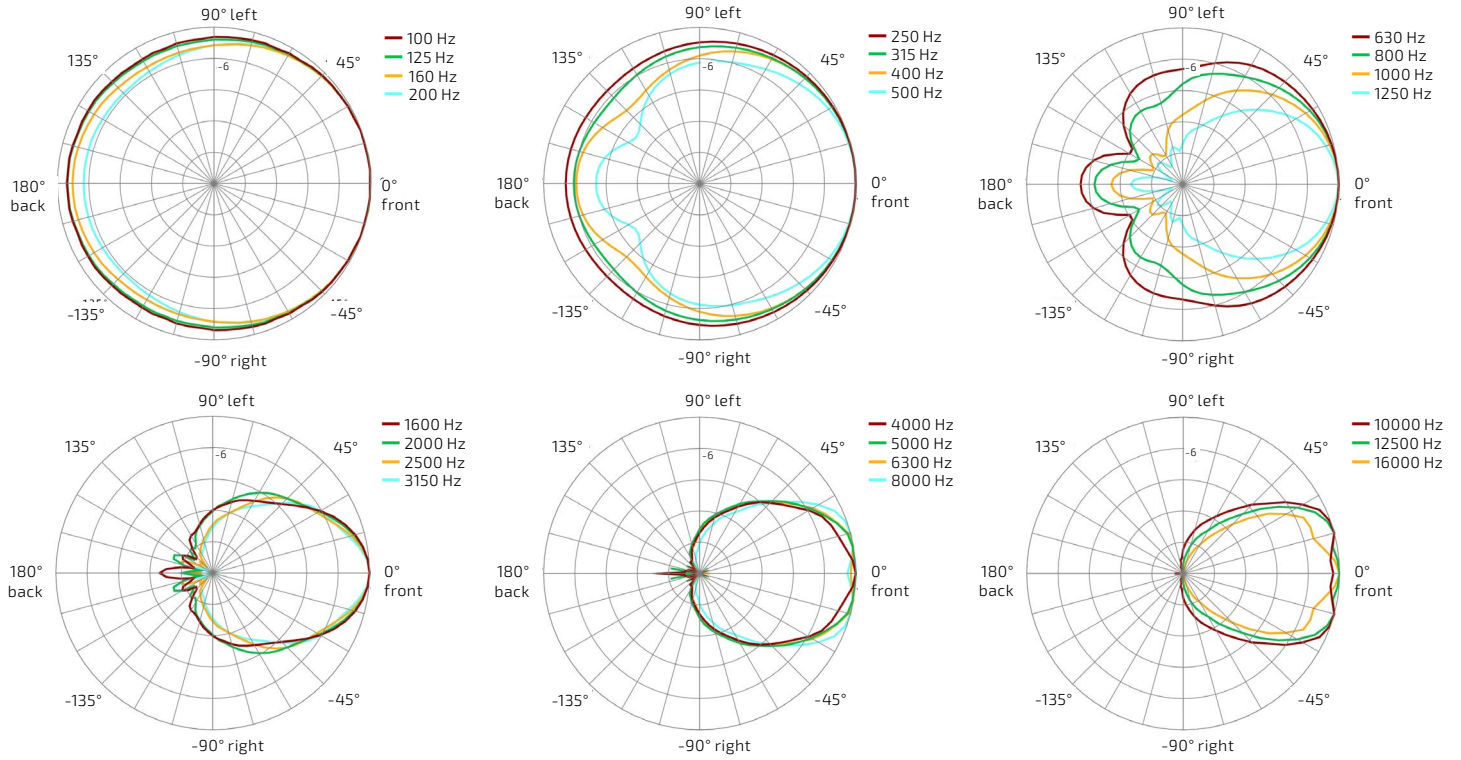 90° left
100 Hz
125 Hz
160 Hz
200 Hz
135°
45°
-6
180°
back
0°
front
-135°
-45°
-90° right
90° left
250 Hz
315 Hz
400 Hz
500 Hz
135°
45°
-6
180°
back
0°
front
-135°
-45°
-90° right
90° left
630 Hz
800 Hz
1000 Hz
1250 Hz
135°
45°
-6
180°
back
0°
front
-135°
-45°
-90° right
90° left
1600 Hz
2000 Hz
2500 Hz
3150 Hz
135°
45°
-6
180°
back
0°
front
-135°
-45°
-90° right
90° left
4000 Hz
5000 Hz
6300 Hz
8000 Hz
135°
45°
-6
180°
back
0°
front
-135°
-45°
-90° right
90° left
10000 Hz
12500 Hz
16000 Hz
135°
45°
-6
180°
back
0°
front
-135°
-45°
-90° right